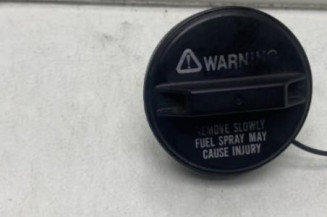 ⚠ WARNING
REMOVE SLOWLY
FUEL SPRAY MAY
CAUSE INJURY